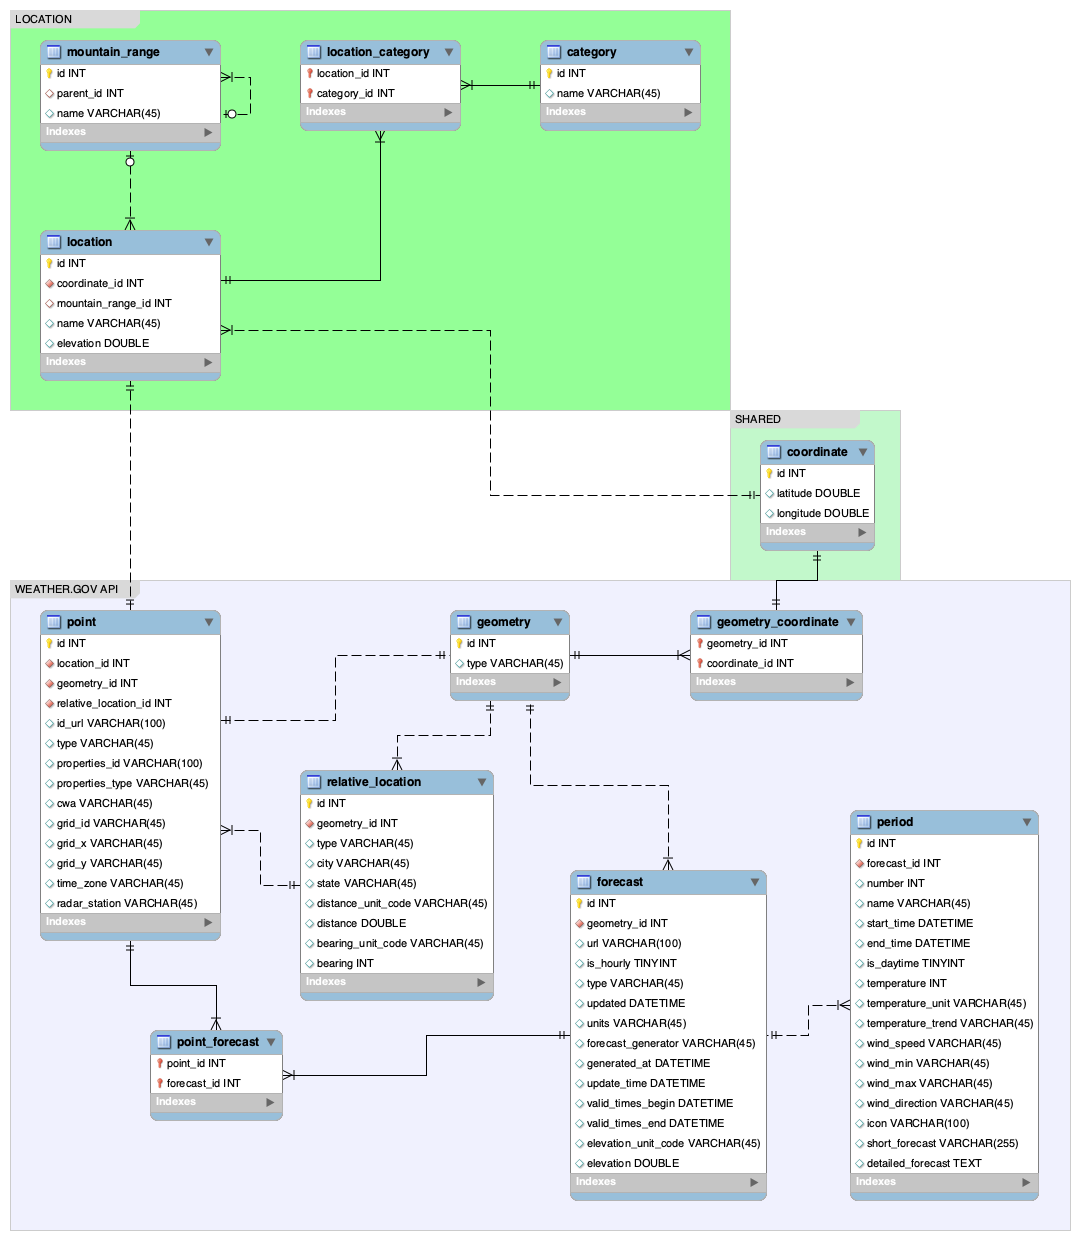 LOCATION
mountain_range
id INT
parent_id INT
name VARCHAR(45)
Indexes
location_category
location_id INT
category_id INT
Indexes
category
id INT
name VARCHAR(45)
Indexes
location
id INT
coordinate_id INT
mountain_range_id INT
name VARCHAR(45)
elevation DOUBLE
Indexes
SHARED
coordinate
id INT
latitude DOUBLE
longitude DOUBLE
Indexes
WEATHER.GOV API
point
id INT
location_id INT
geometry_id INT
relative_location_id INT
id_url VARCHAR(100)
type VARCHAR(45)
properties_id VARCHAR(100)
properties_type VARCHAR(45)
cwa VARCHAR(45)
grid_id VARCHAR(45)
grid_x VARCHAR(45)
grid_y VARCHAR(45)
time_zone VARCHAR(45)
radar_station VARCHAR(45)
Indexes
geometry
id INT
type VARCHAR(45)
Indexes
geometry_coordinate
geometry_id INT
coordinate_id INT
Indexes
relative_location
id INT
geometry_id INT
type VARCHAR(45)
city VARCHAR(45)
state VARCHAR(45)
distance_unit_code VARCHAR(45)
distance DOUBLE
bearing_unit_code VARCHAR(45)
bearing INT
Indexes
forecast
id INT
geometry_id INT
url VARCHAR(100)
is_hourly TINYINT
type VARCHAR(45)
updated DATETIME
units VARCHAR(45)
forecast_generator VARCHAR(45)
generated_at DATETIME
update_time DATETIME
valid_times_begin DATETIME
valid_times_end DATETIME
elevation_unit_code VARCHAR(45)
elevation DOUBLE
Indexes
period
id INT
forecast_id INT
number INT
name VARCHAR(45)
start_time DATETIME
end_time DATETIME
is_daytime TINYINT
temperature INT
temperature_unit VARCHAR(45)
temperature_trend VARCHAR(45)
wind_speed VARCHAR(45)
wind_min VARCHAR(45)
wind_max VARCHAR(45)
wind_direction VARCHAR(45)
icon VARCHAR(100)
short_forecast VARCHAR(255)
detailed_forecast TEXT
Indexes
point_forecast
point_id INT
forecast_id INT
Indexes